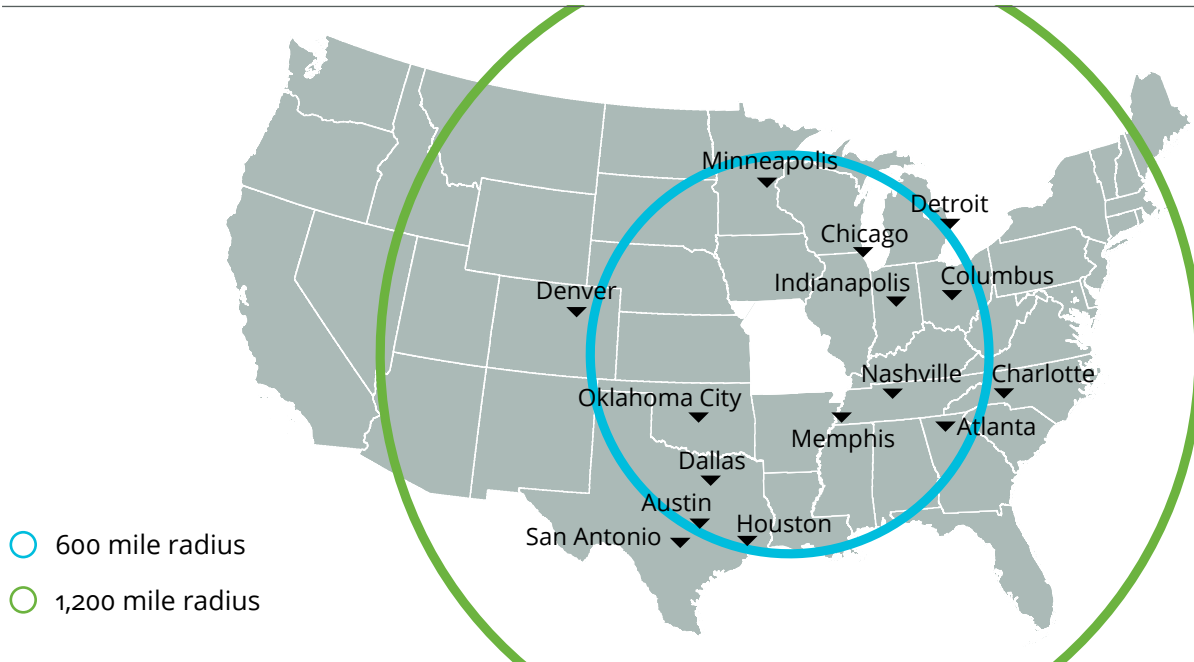 Minneapolis
Detroit
Chicago
Columbus
Indianapolis
Denver
Nashville
Charlotte
Oklahoma City
Atlanta
Memphis
Dallas
Austin
Houston
San Antonio
600 mile radius
1,200 mile radius